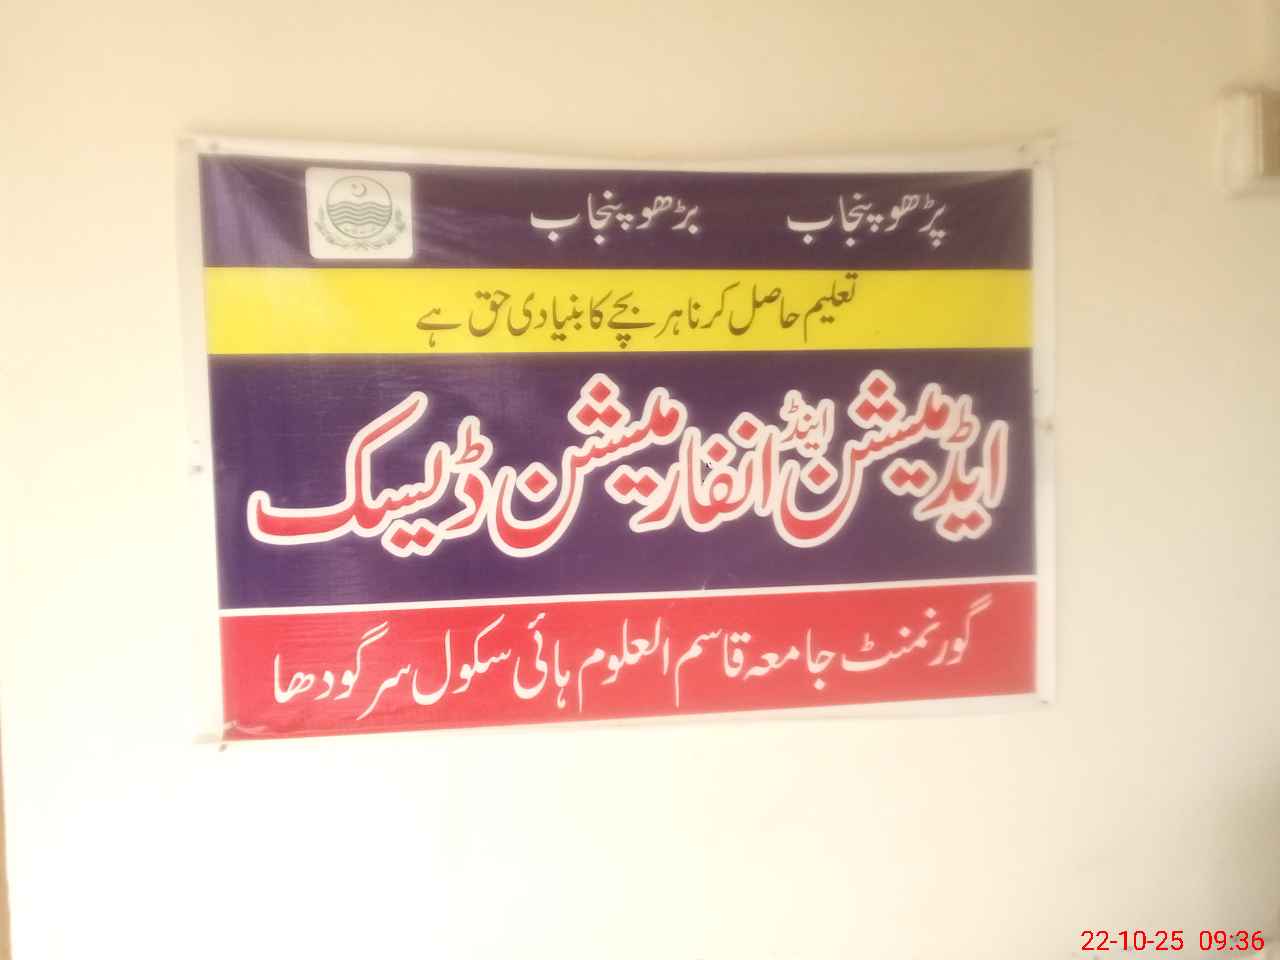 پڑھو پنجاب بڑھو پنجاب
تعلیم حاصل کرنا ہر بچے کا بنیادی حق ہے
ایڈمیشن اینڈ انفارمیشن ڈیسک
گورنمنٹ جامعہ قاسم العلوم ہائی سکول سرگودھا
22-10-25 09:36